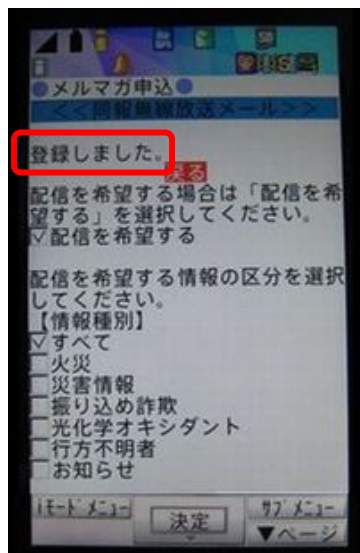 ●メルマガ申込●
<<同報無線放送メール>>
登録しました。
戻る
配信を希望する場合は「配信を希
望する」を選択してください。
配信を希望する
配信を希望する情報の区分を選択
してください。
【情報種別】
すべて
火災
災害情報
振り込め詐欺
光化学オキシダント
行方不明者
お知らせ
iモードメニュー
サブメニュー
決定
▼ページ